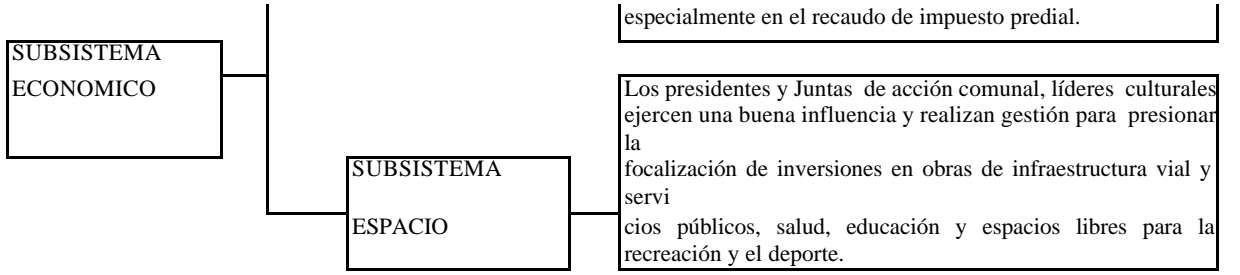 especialmente en el recaudo de impuesto predial.
SUBSISTEMA
ECONOMICO
Los presidentes y Juntas de acción comunal, líderes culturales
ejercen una buena influencia y realizan gestión para presionar
la
focalización de inversiones en obras de infraestructura vial y
servi
cios públicos, salud, educación y espacios libres para la
recreación y el deporte.
SUBSISTEMA
ESPACIO